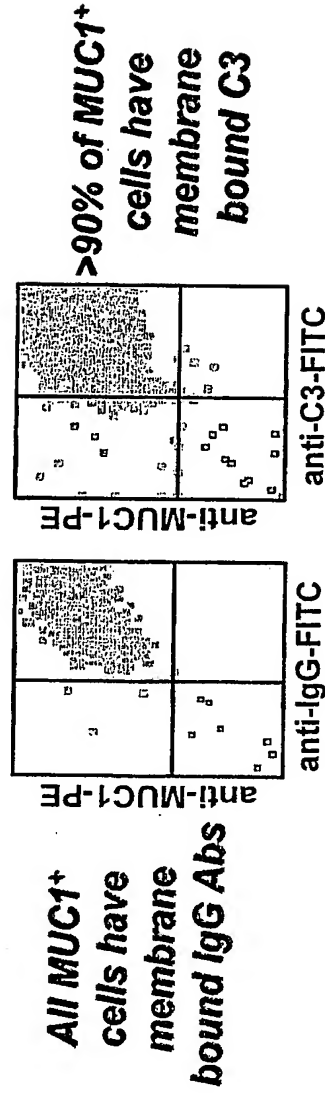 All MUC1+
cells have
membrane
bound IgG Abs
anti-MUC1-PE
anti-IgG-FITC
anti-MUC1-PE
anti-C3-FITC
>90% of MUC1+
cells have
membrane
bound C3